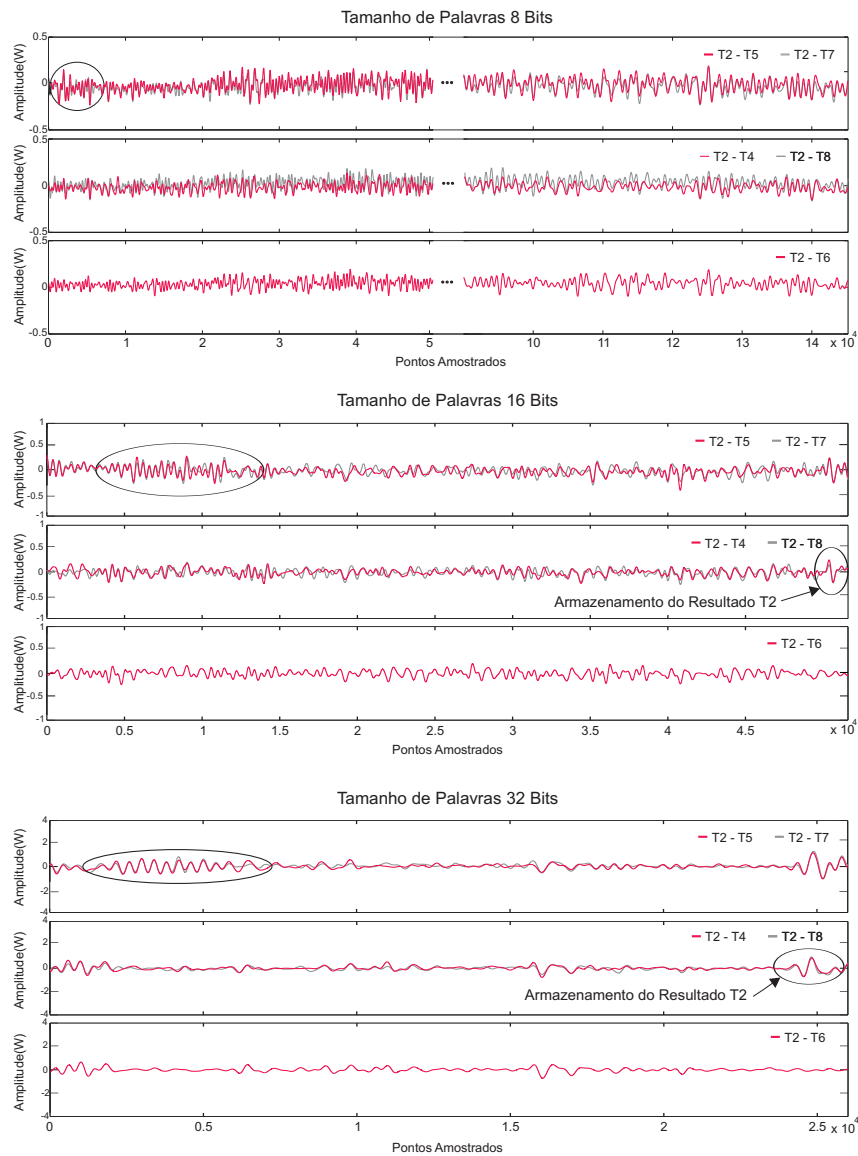 Tamanho de Palavras 8 Bits
0.5
T2 - T5 T2 - T7
Amplitude(W)
0
-0.5
0.5
T2 - T4 T2 - T8
Amplitude(W)
0
-0.5
0.5
T2 - T6
Amplitude(W)
0
-0.5
0 1 2 3 4 5 10 11 12 13 14 x 10 4
Pontos Amostrados
Tamanho de Palavras 16 Bits
1
T2 - T5 T2 - T7
0.5
Amplitude(W)
0
-0.5
-1
1
T2 - T4 T2 - T8
0.5
Amplitude(W)
0
-0.5
Armazenamento do Resultado T2
-1
1
T2 - T6
0.5
Amplitude(W)
0
-0.5
-1
0 0.5 1 1.5 2 2.5 3 3.5 4 4.5 x 10 4
Pontos Amostrados
Tamanho de Palavras 32 Bits
4
T2 - T5 T2 - T7
2
Amplitude(W)
0
-2
-4
4
T2 - T4 T2 - T8
2
Amplitude(W)
0
-2
Armazenamento do Resultado T2
-4
4
T2 - T6
2
Amplitude(W)
0
-2
-4
0 0.5 1 1.5 2 2.5 x 10 4
Pontos Amostrados